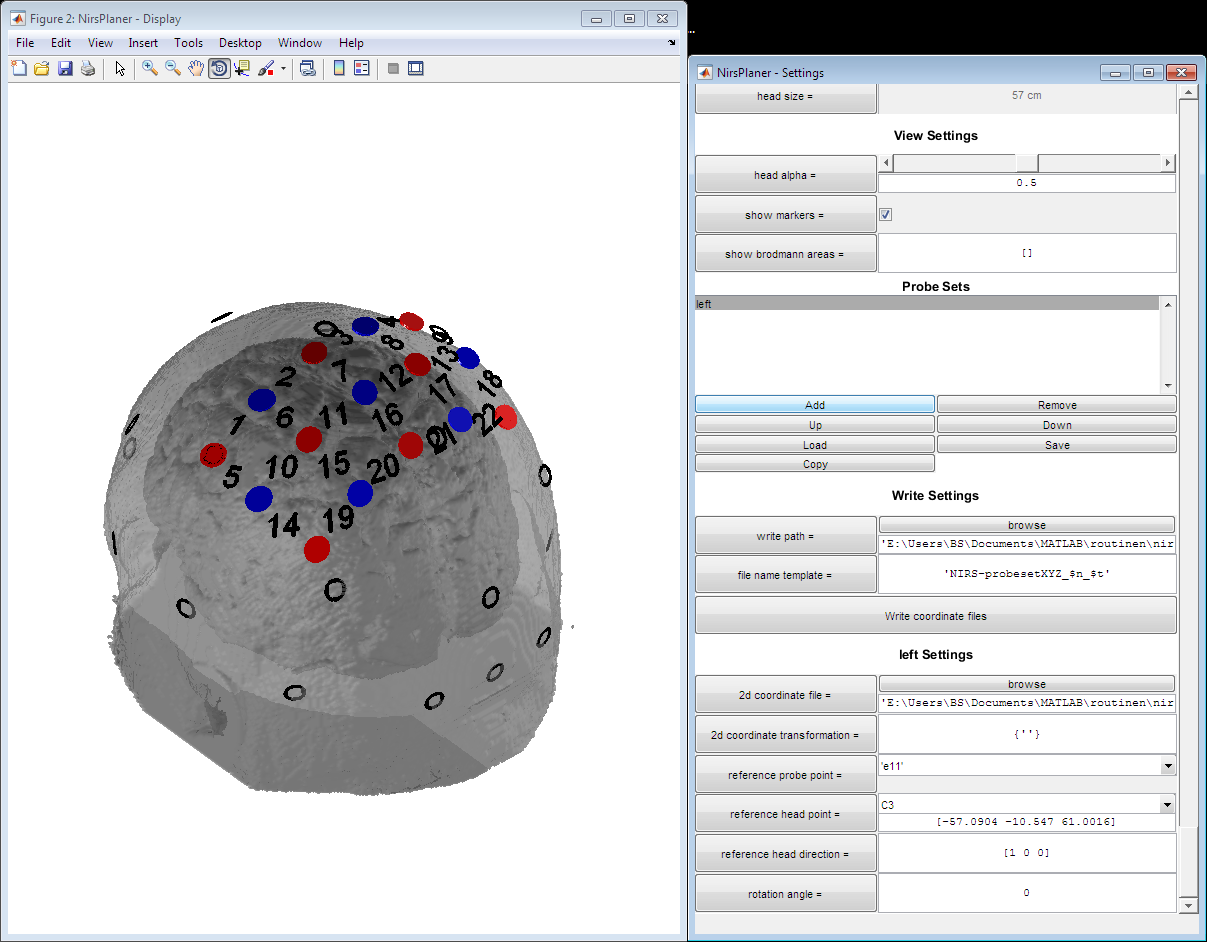 Figure 2: NirsPlaner - Display
File Edit View Insert Tools Desktop Window Help
0 3 4 8 9
2 7 12 13 18
1 6 11 16 17
5 10 15 20 21 22
14 19
...
NirsPlaner - Settings
head size = 57 cm
View Settings
head alpha =
0.5
show markers =
show brodmann areas = []
Probe Sets
left
Add Remove
Up Down
Load Save
Copy
Write Settings
browse
write path =
'E:\Users\BS\Documents\MATLAB\routinen\nir
file name template = 'NIRS-probesetXYZ_$n_$t'
Write coordinate files
left Settings
browse
2d coordinate file =
'E:\Users\BS\Documents\MATLAB\routinen\nir
2d coordinate transformation = {''}
reference probe point = 'e11'
C3
reference head point =
[-57.0904 -10.547 61.0016]
reference head direction = [1 0 0]
rotation angle = 0